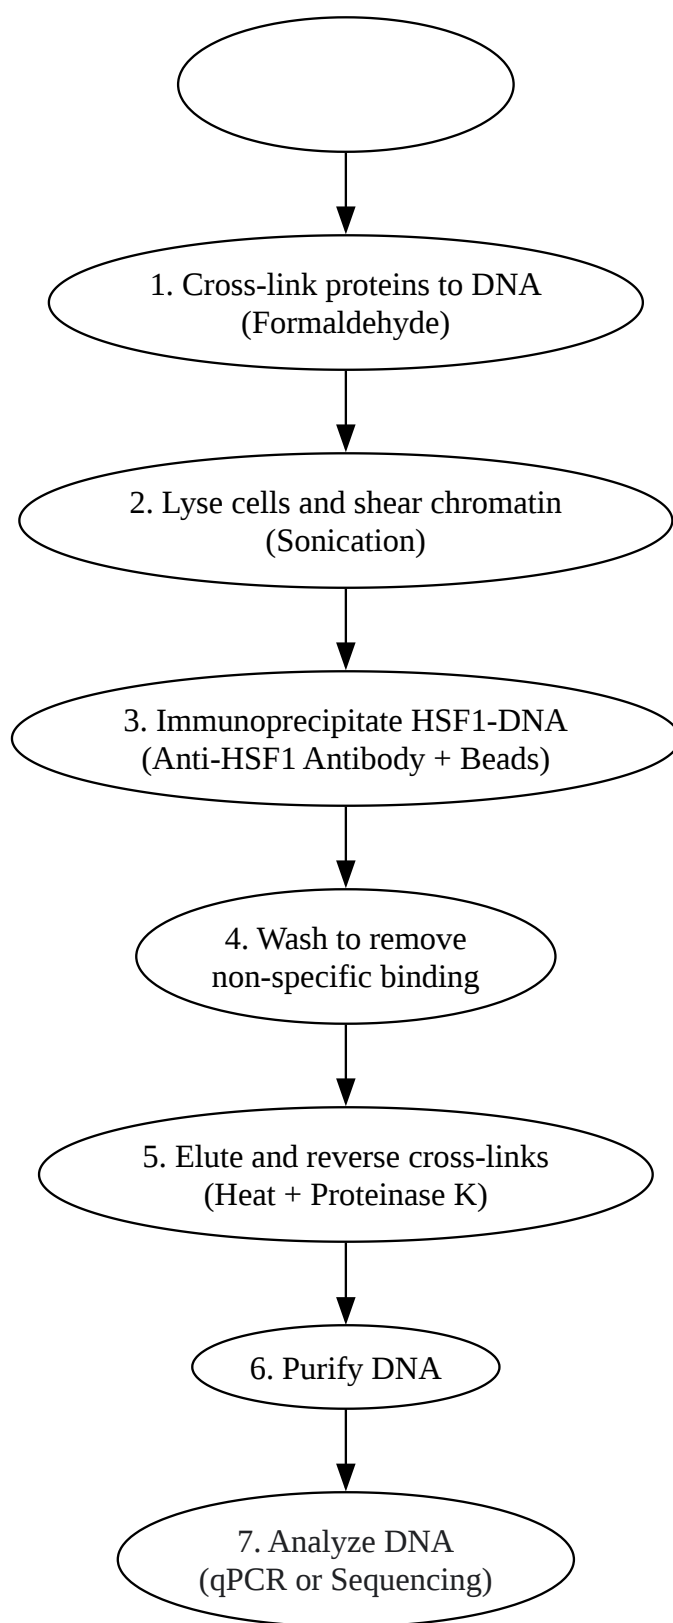 1. Cross-link proteins to DNA
(Formaldehyde)
2. Lyse cells and shear chromatin
(Sonication)
3. Immunoprecipitate HSF1-DNA
(Anti-HSF1 Antibody + Beads)
4. Wash to remove
non-specific binding
5. Elute and reverse cross-links
(Heat + Proteinase K)
6. Purify DNA
7. Analyze DNA
(qPCR or Sequencing)